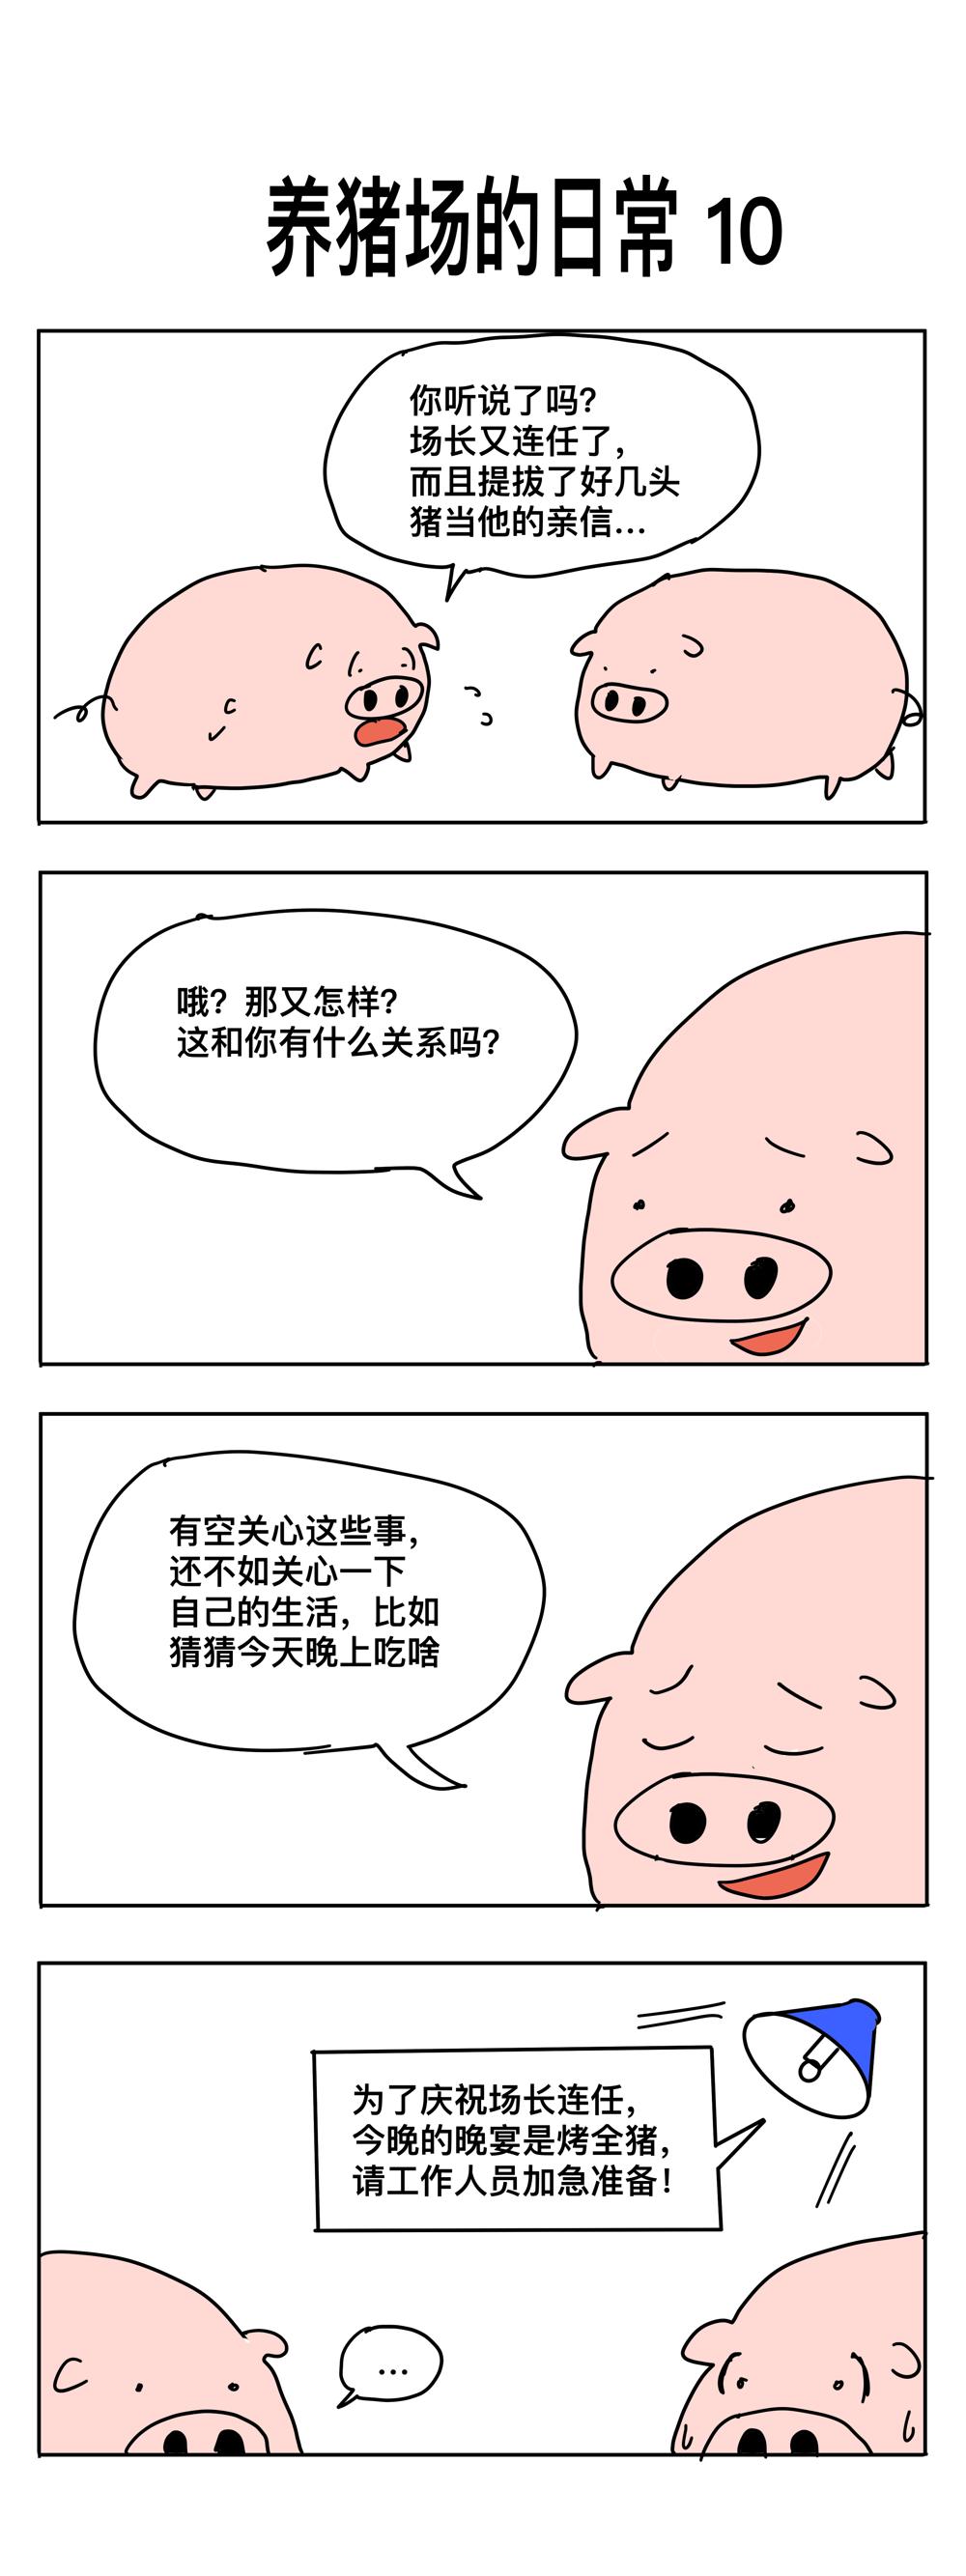 养猪场的日常 10
你听说了吗？
场长又连任了，
而且提拔了好几头
猪当他的亲信...
哦？那又怎样？
这和你有什么关系吗？
有空关心这些事，
还不如关心一下
自己的生活，比如
猜猜今天晚上吃啥
为了庆祝场长连任，
今晚的晚宴是烤全猪，
请工作人员加急准备！
...